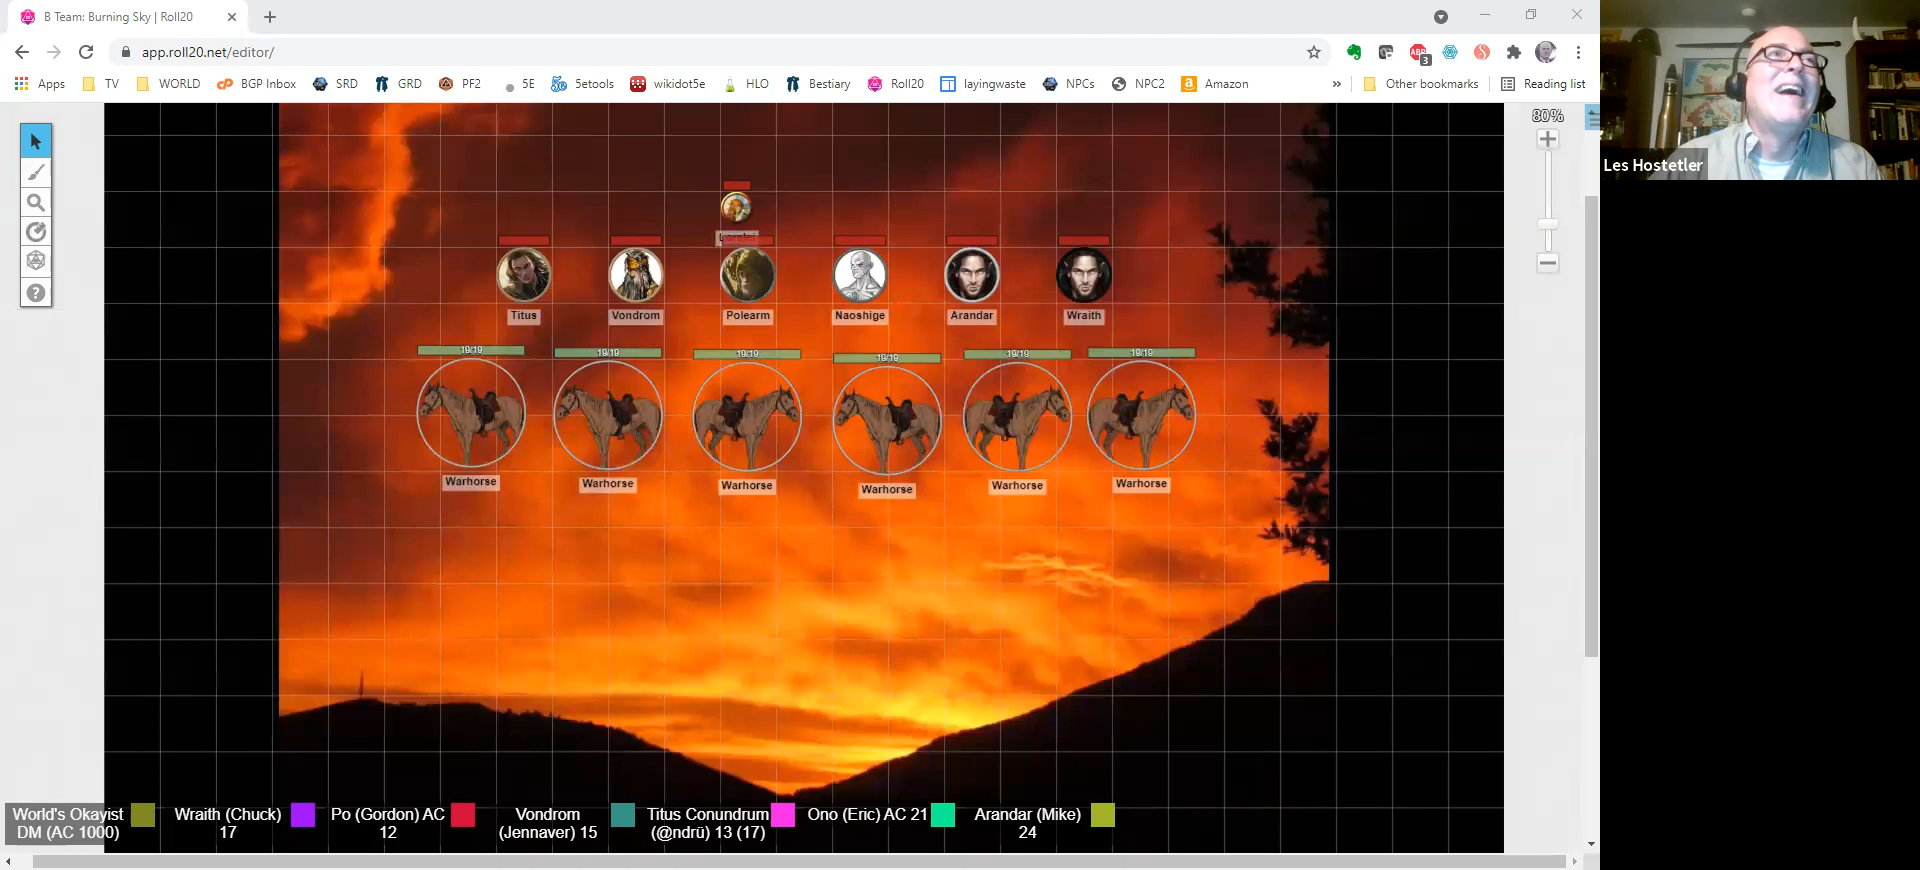 B Team: Burning Sky | Roll20
app.roll20.net/editor/
ABP
3
Apps TV WORLD BGP Inbox SRD GRD PF2 5E 5etools wikidot5e HLO Bestiary Roll20 layingwaste NPCs NPC2 Amazon » Other bookmarks Reading list
80%
Les Hostetler
Titus Vondrom Polearm Naoshige Arandar Wraith
19/19 19/19 19/19 19/19 19/19 19/19
Warhorse Warhorse Warhorse Warhorse Warhorse Warhorse
World's Okayist
DM (AC 1000)
Wraith (Chuck)
17
Po (Gordon) AC
12
Vondrom
(Jennaver) 15
Titus Conundrum
(@ndrü) 13 (17)
Ono (Eric) AC 21
Arandar (Mike)
24